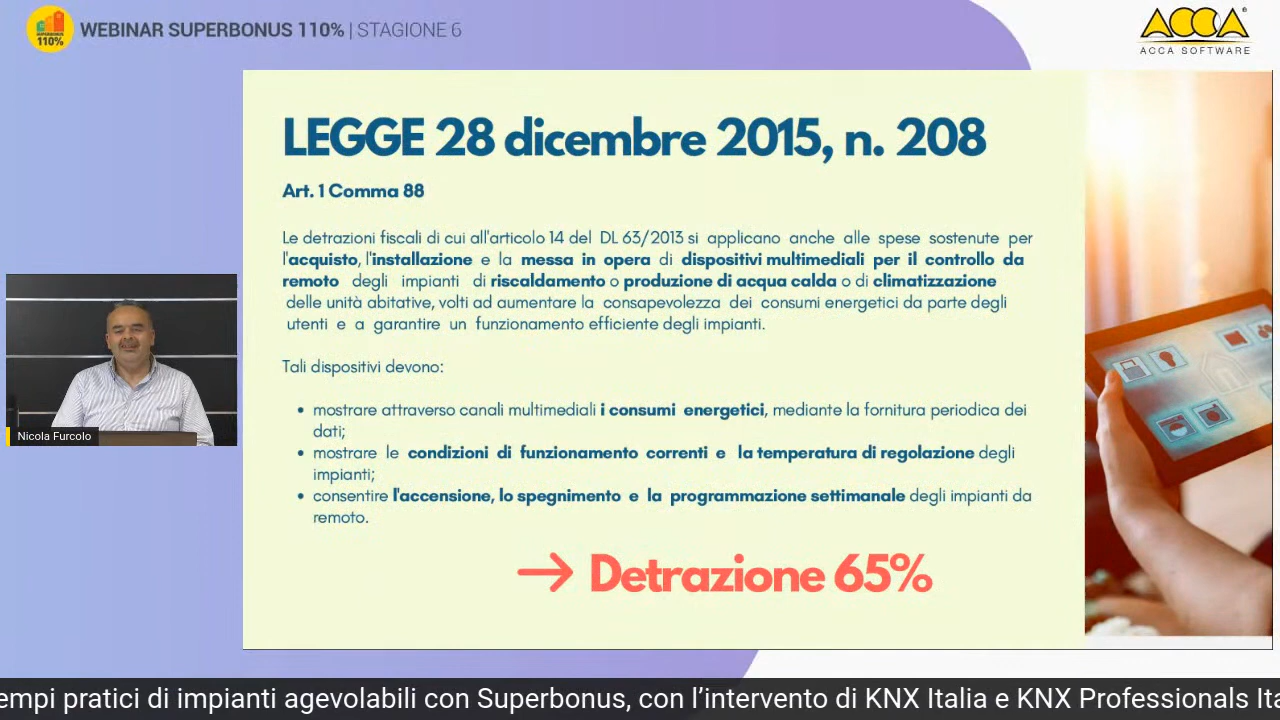 SUPERBONUS
110%
WEBINAR SUPERBONUS 110% | STAGIONE 6
ACCA
ACCA SOFTWARE
LEGGE 28 dicembre 2015, n. 208
Art. 1 Comma 88
Le detrazioni fiscali di cui all'articolo 14 del DL 63/2013 si applicano anche alle spese sostenute per
l'acquisto, l'installazione e la messa in opera di dispositivi multimediali per il controllo da
remoto degli impianti di riscaldamento o produzione di acqua calda o di climatizzazione
delle unità abitative, volti ad aumentare la consapevolezza dei consumi energetici da parte degli
utenti e a garantire un funzionamento efficiente degli impianti.
Tali dispositivi devono:
• mostrare attraverso canali multimediali i consumi energetici, mediante la fornitura periodica dei
dati;
• mostrare le condizioni di funzionamento correnti e la temperatura di regolazione degli
impianti;
• consentire l'accensione, lo spegnimento e la programmazione settimanale degli impianti da
remoto.
→ Detrazione 65%
Nicola Furcolo
empi pratici di impianti agevolabili con Superbonus, con l’intervento di KNX Italia e KNX Professionals Ita